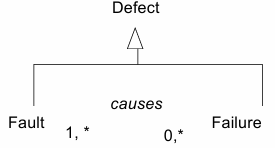 Defect
causes
Fault
Failure
1, *
0,*